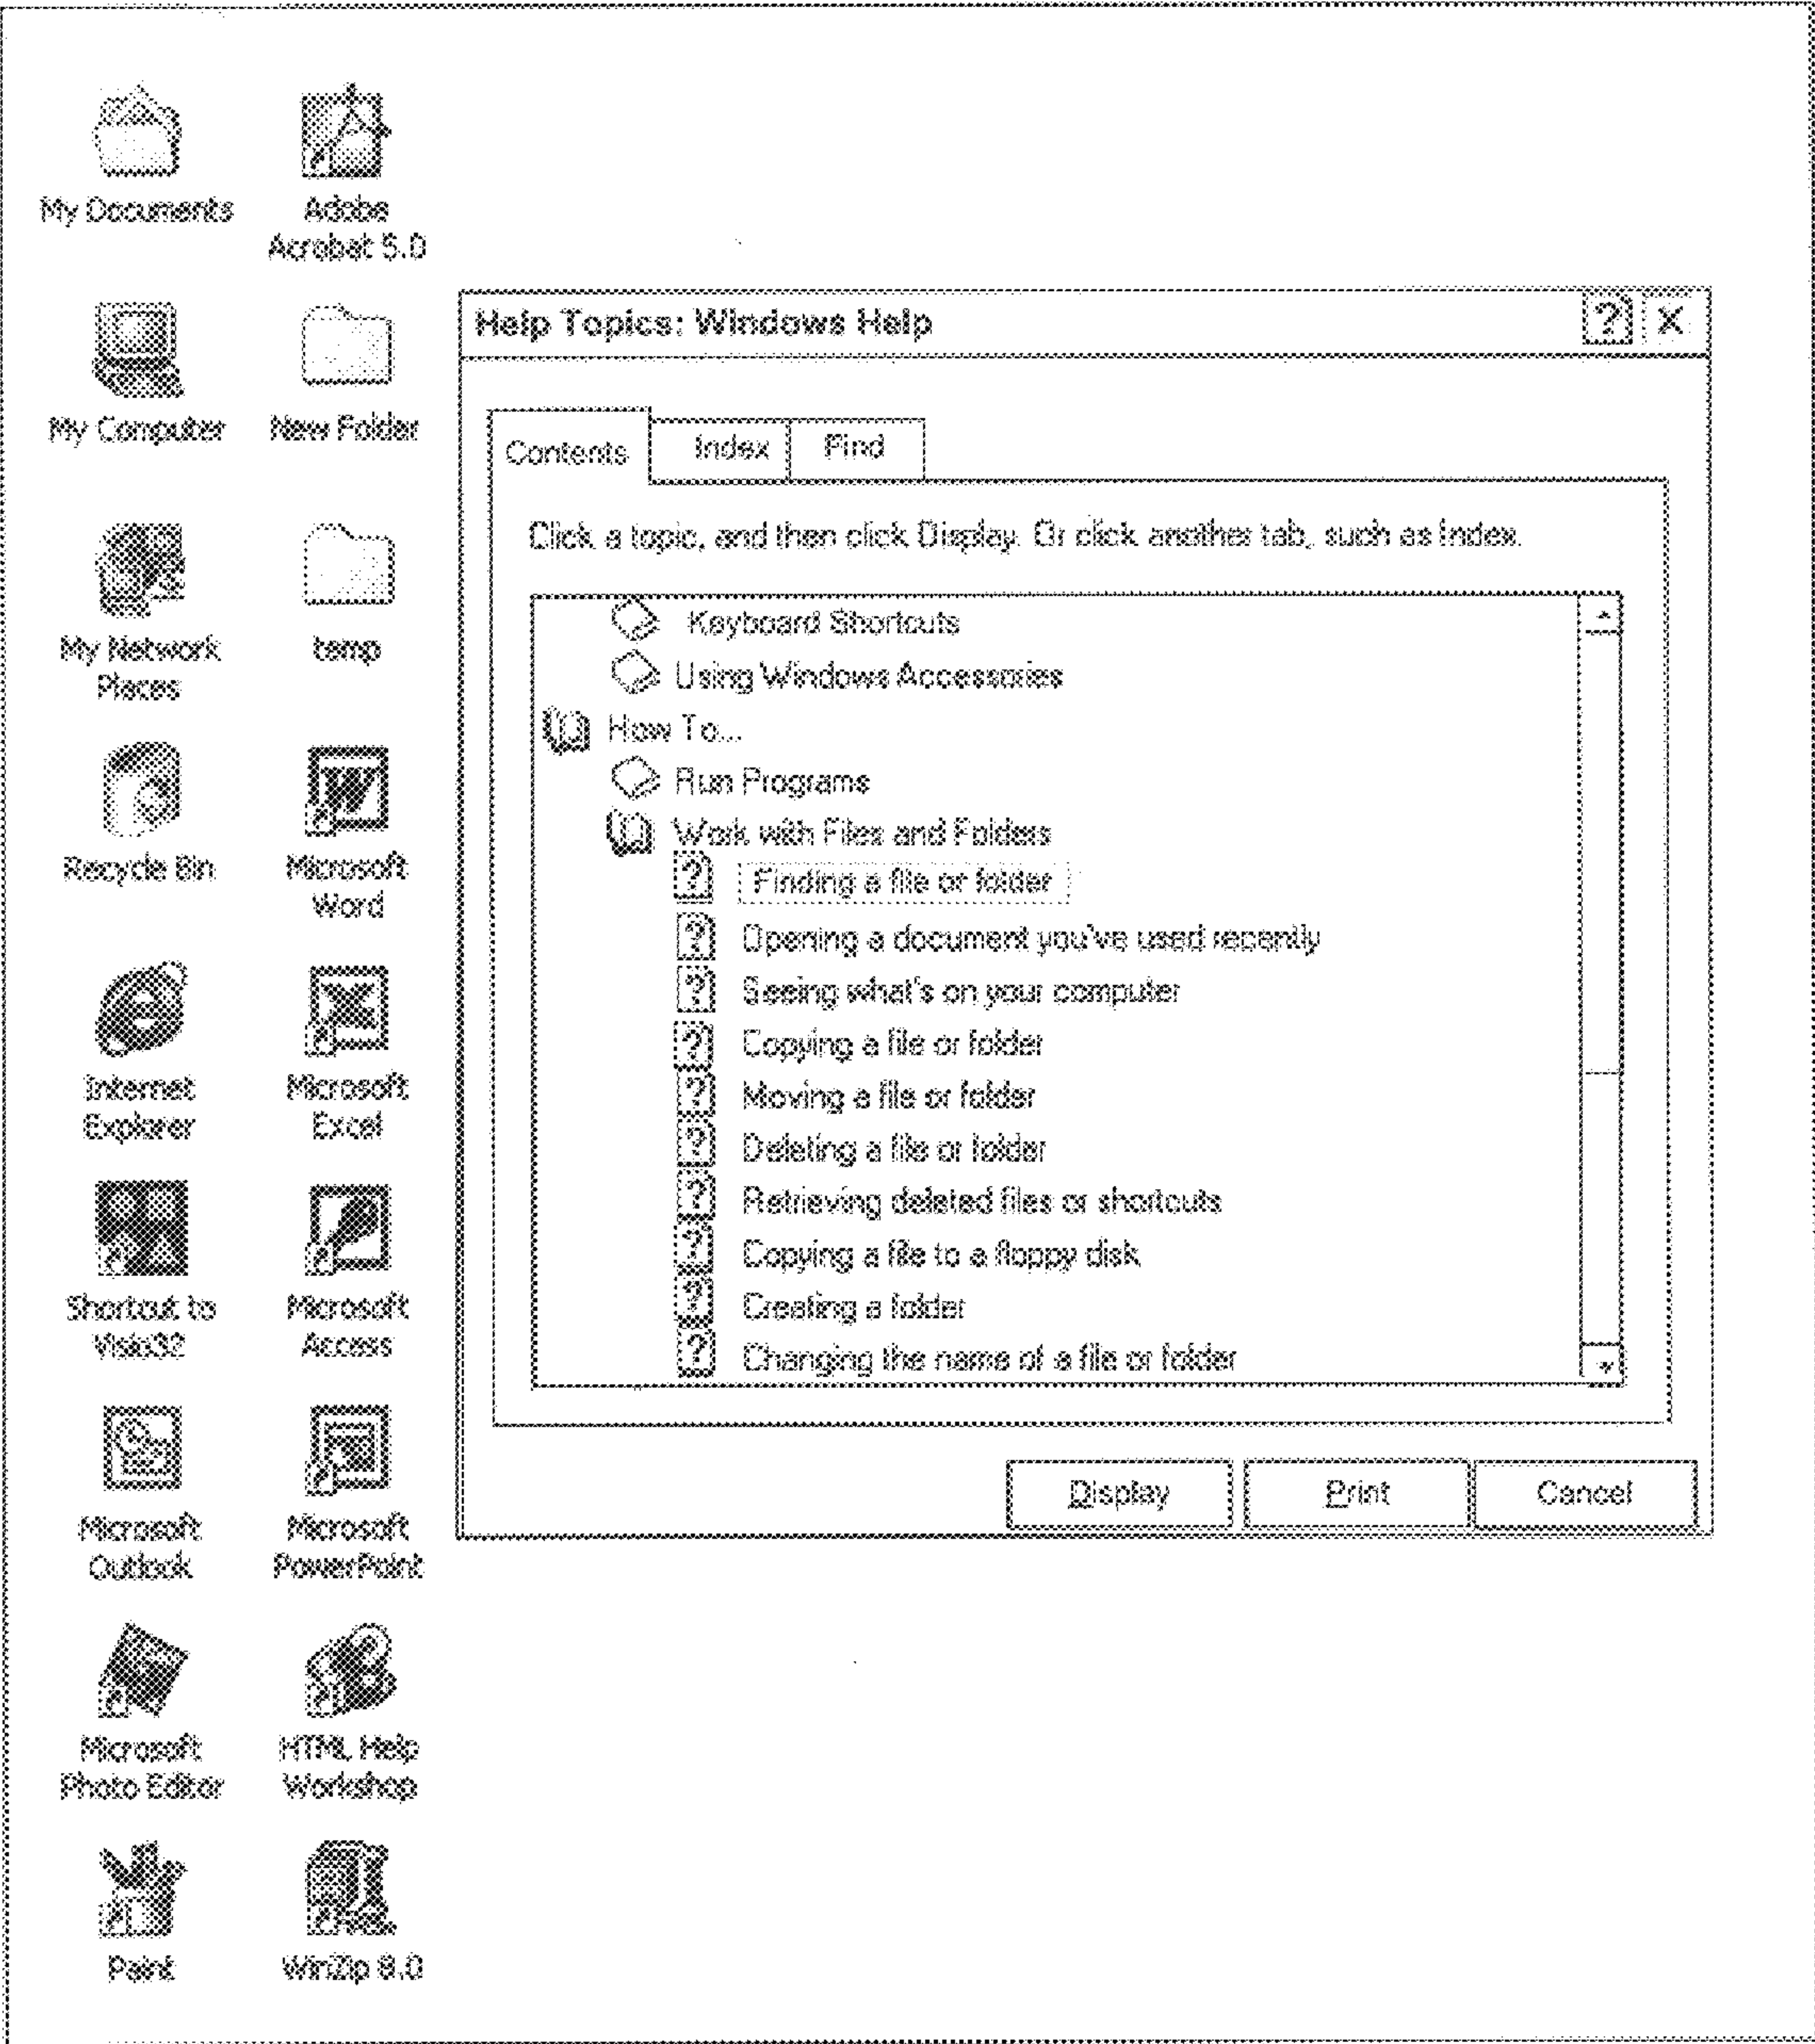 My Documents
Adobe
Acrobat 5.0
My Computer
New Folder
My Network
Places
temp
Recycle Bin
Microsoft
Word
Internet
Explorer
Microsoft
Excel
Shortcut to
Visio32
Microsoft
Access
Microsoft
Outlook
Microsoft
PowerPoint
Microsoft
Photo Editor
HTML Help
Workshop
Paint
WinZip 8.0
Help Topics: Windows Help
? X
Contents Index Find
Click a topic, and then click Display. Or click another tab, such as Index.
Keyboard Shortcuts
Using Windows Accessories
How To...
Run Programs
Work with Files and Folders
? Finding a file or folder
? Opening a document you've used recently
? Seeing what's on your computer
? Copying a file or folder
? Moving a file or folder
? Deleting a file or folder
? Retrieving deleted files or shortcuts
? Copying a file to a floppy disk
? Creating a folder
? Changing the name of a file or folder
Display Print Cancel